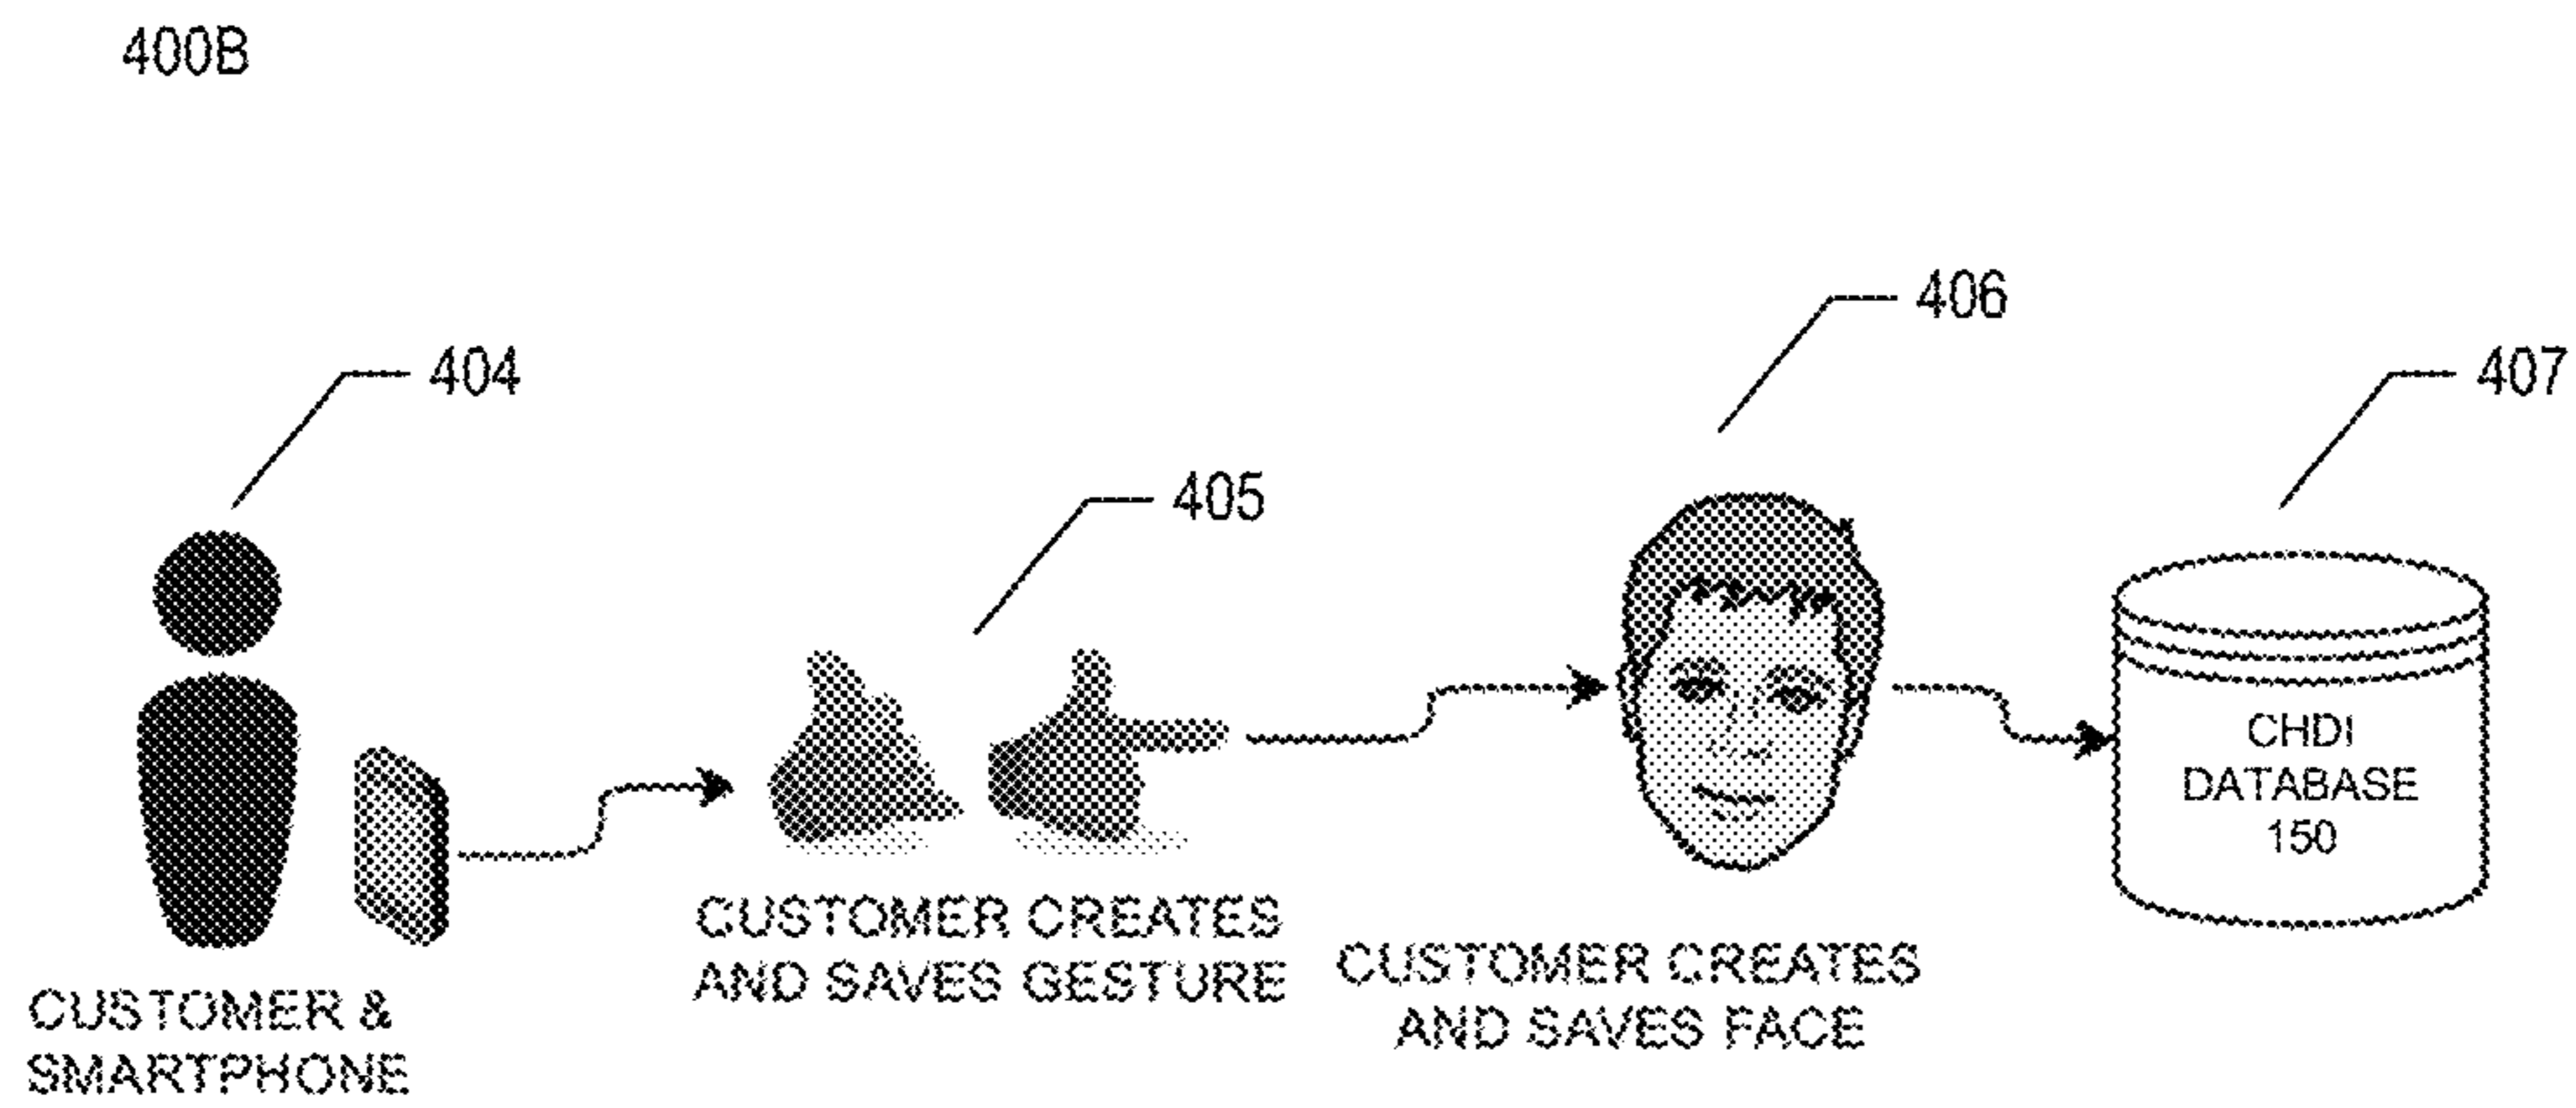 400B
404
405
406
407
CUSTOMER &
SMARTPHONE
CUSTOMER CREATES
AND SAVES GESTURE
CUSTOMER CREATES
AND SAVES FACE
CHDI
DATABASE
150